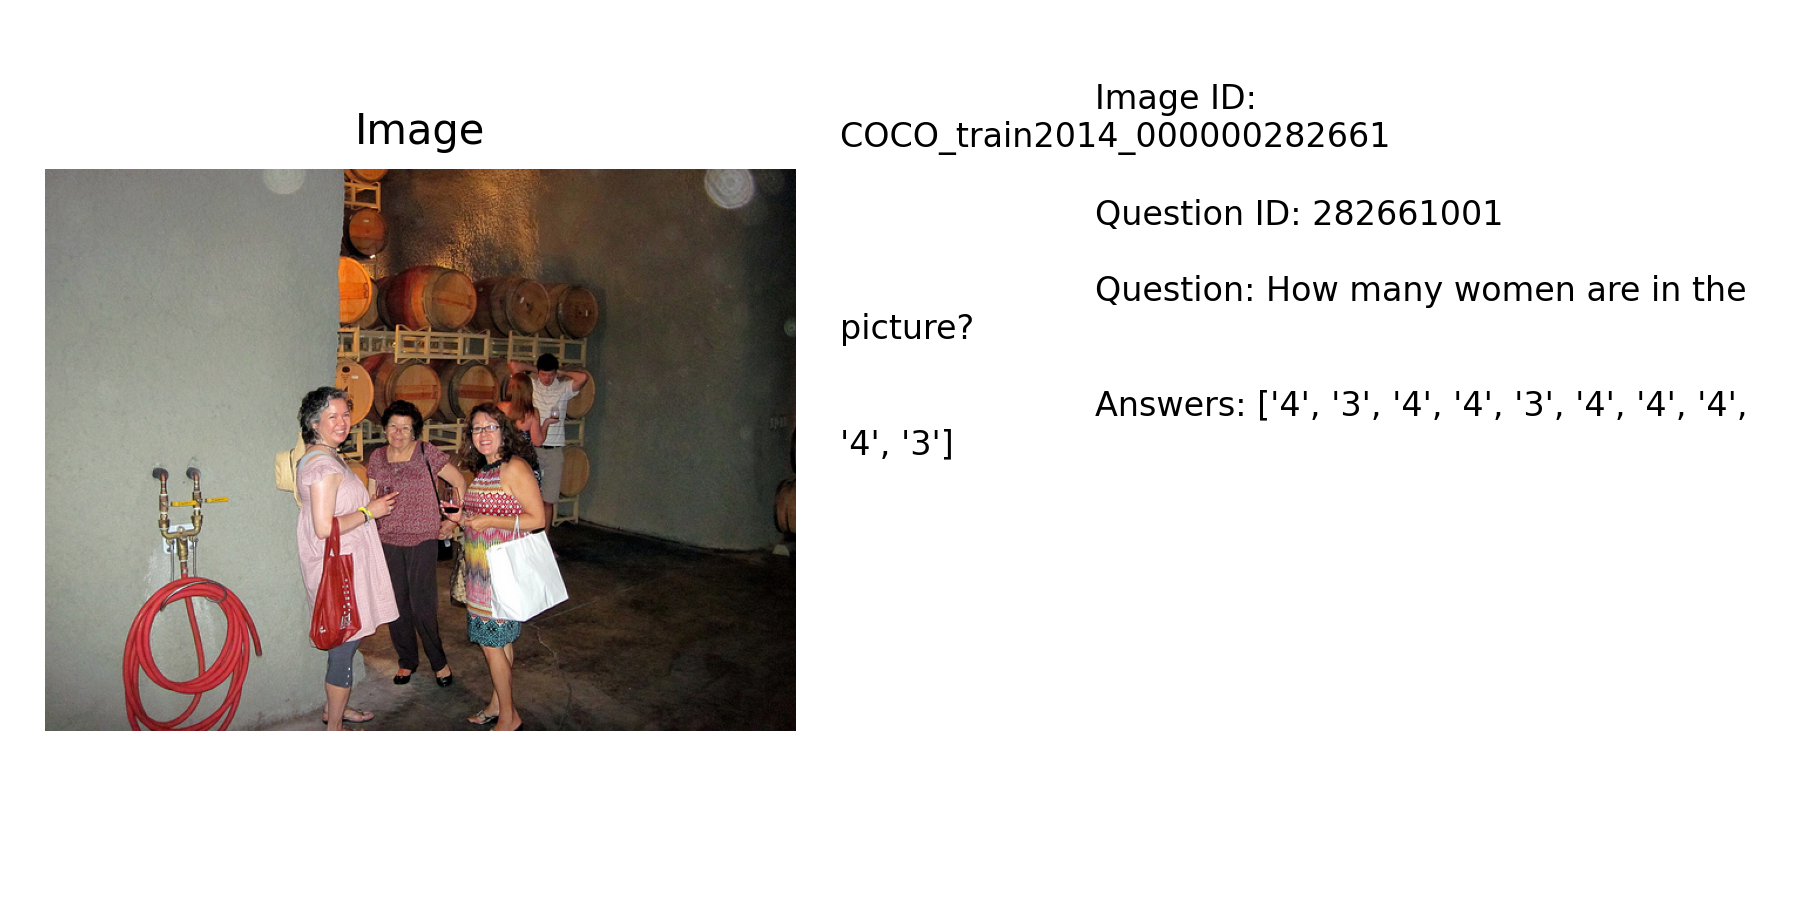 Image
Image ID:
COCO_train2014_000000282661
Question ID: 282661001
Question: How many women are in the
picture?
Answers: ['4', '3', '4', '4', '3', '4', '4', '4',
'4', '3']